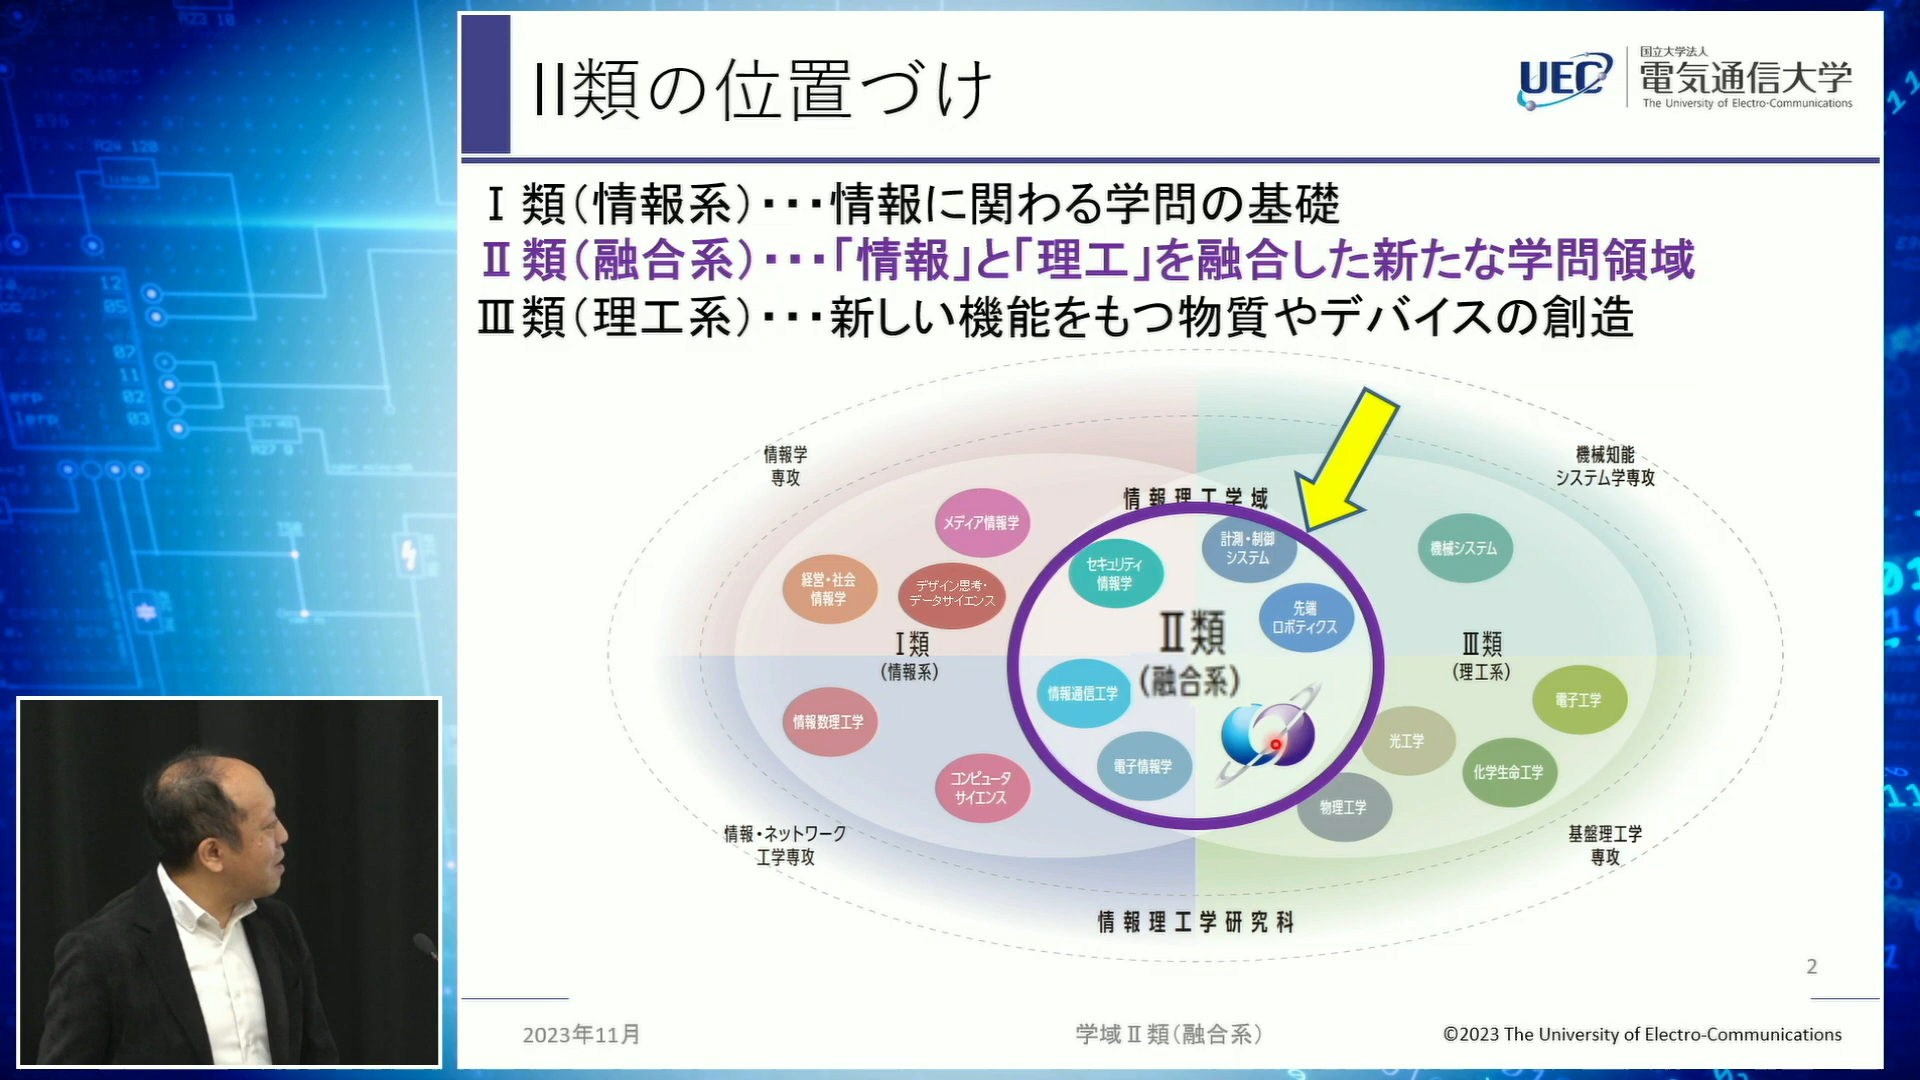 II類の位置づけ
UEC
国立大学法人
電気通信大学
The University of Electro-Communications
Ⅰ類（情報系）・・・情報に関わる学問の基礎
Ⅱ類（融合系）・・・「情報」と「理工」を融合した新たな学問領域
Ⅲ類（理工系）・・・新しい機能をもつ物質やデバイスの創造
情報学
専攻
機械知能
システム学専攻
情報理工学域
メディア情報学
経営・社会
情報学
デザイン思考・
データサイエンス
Ⅰ類
（情報系）
情報数理工学
コンピュータ
サイエンス
セキュリティ
情報学
計測・制御
システム
先端
ロボティクス
Ⅱ類
（融合系）
情報通信工学
電子情報学
機械システム
Ⅲ類
（理工系）
電子工学
光工学
化学生命工学
物理工学
情報・ネットワーク
工学専攻
基盤理工学
専攻
情報理工学研究科
2
2023年11月
学域Ⅱ類（融合系）
©2023 The University of Electro-Communications
R23 10
R24 120
12
05
07
11
02
03
R27 0